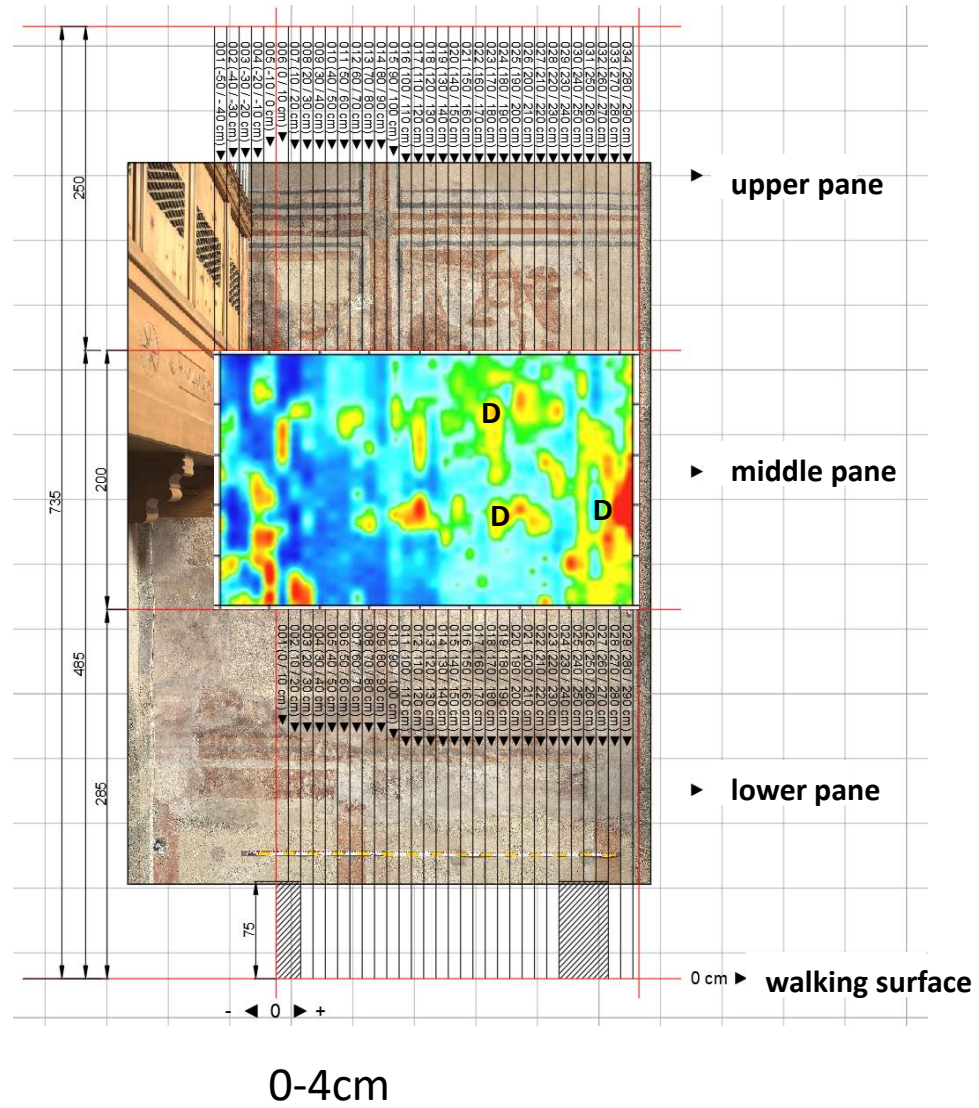 001 (-50 / - 40 cm)
002 (-40 / -30 cm)
003 (-30 / -20 cm)
004 (-20 / -10 cm)
005 (-10 / 0 cm)
006 (0 / 10 cm)
007 (10 / 20 cm)
008 (20 / 30 cm)
009 (30 / 40 cm)
010 (40 / 50 cm)
011 (50 / 60 cm)
012 (60 / 70 cm)
013 (70 / 80 cm)
014 (80 / 90 cm)
015 (90 / 100 cm)
016 (100 / 110 cm)
017 (110 / 120 cm)
018 (120 / 130 cm)
019 (130 / 140 cm)
020 (140 / 150 cm)
021 (150 / 160 cm)
022 (160 / 170 cm)
023 (170 / 180 cm)
024 (180 / 190 cm)
025 (190 / 200 cm)
026 (200 / 210 cm)
027 (210 / 220 cm)
028 (220 / 230 cm)
029 (230 / 240 cm)
030 (240 / 250 cm)
031 (250 / 260 cm)
032 (260 / 270 cm)
033 (270 / 280 cm)
034 (280 / 290 cm)
250
upper pane
735
200
D
D
D
middle pane
485
285
001 (0 / 10 cm)
002 (10 / 20 cm)
003 (20 / 30 cm)
004 (30 / 40 cm)
005 (40 / 50 cm)
006 (50 / 60 cm)
007 (60 / 70 cm)
008 (70 / 80 cm)
009 (80 / 90 cm)
010 (90 / 100 cm)
011 (100 / 110 cm)
012 (110 / 120 cm)
013 (120 / 130 cm)
014 (130 / 140 cm)
015 (140 / 150 cm)
016 (150 / 160 cm)
017 (160 / 170 cm)
018 (170 / 180 cm)
019 (180 / 190 cm)
020 (190 / 200 cm)
021 (200 / 210 cm)
022 (210 / 220 cm)
023 (220 / 230 cm)
024 (230 / 240 cm)
025 (240 / 250 cm)
026 (250 / 260 cm)
027 (260 / 270 cm)
028 (270 / 280 cm)
029 (280 / 290 cm)
lower pane
75
0 cm
walking surface
- 0 +
0-4cm